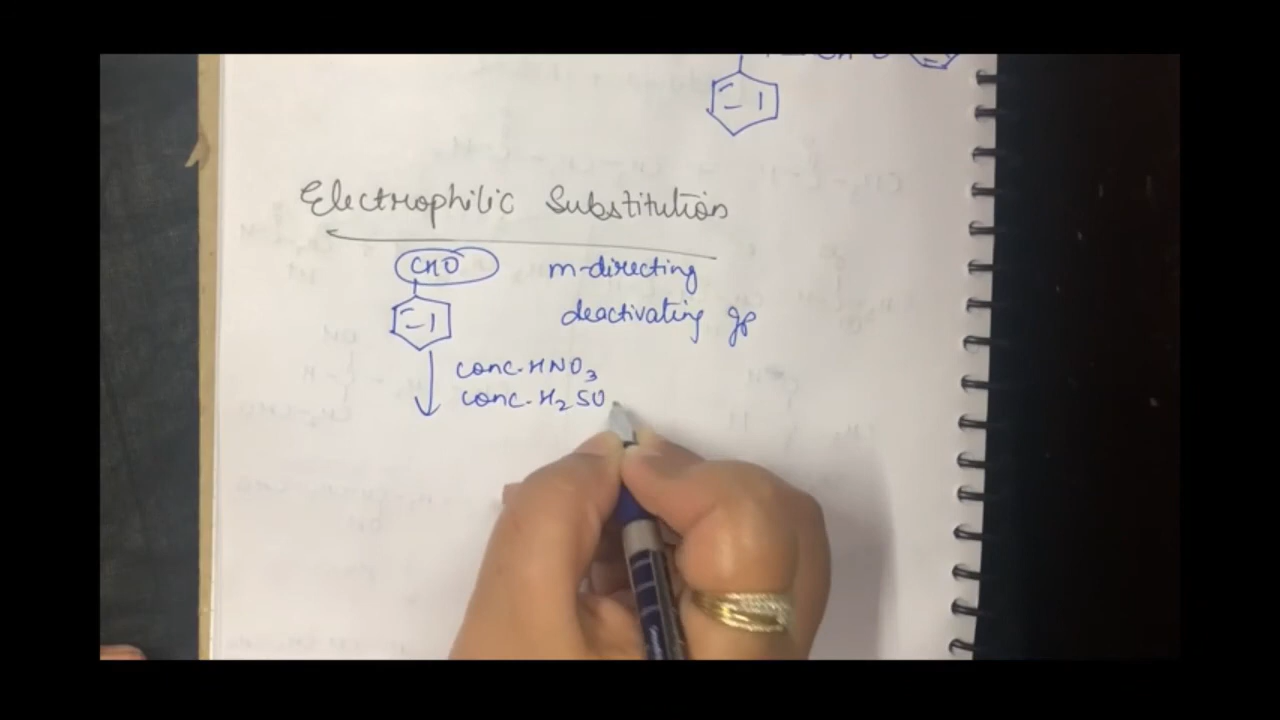 Electrophilic Substitution
CHO
m-directing
deactivating gp
conc. HNO3
conc. H2SO